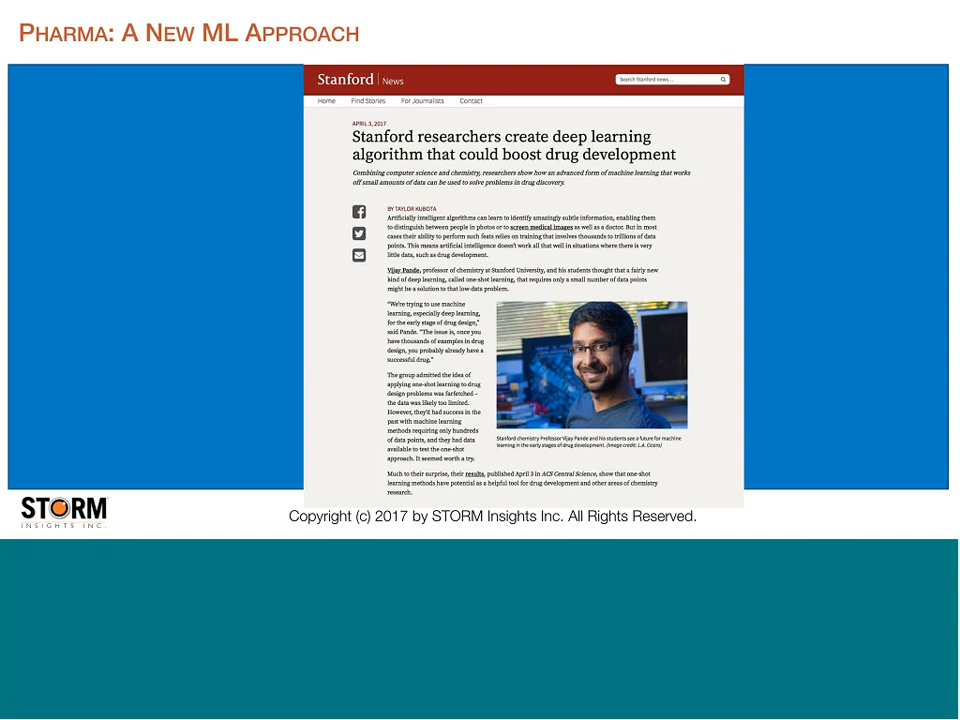 PHARMA: A NEW ML APPROACH
Stanford | News
Search Stanford news...
Home Find Stories For Journalists Contact
APRIL 3, 2017
Stanford researchers create deep learning
algorithm that could boost drug development
Combining computer science and chemistry, researchers show how an advanced form of machine learning that works
off small amounts of data can be used to solve problems in drug discovery.
BY TAYLOR KUBOTA
Artificially intelligent algorithms can learn to identify amazingly subtle information, enabling them
to distinguish between people in photos or to screen medical images as well as a doctor. But in most
cases their ability to perform such feats relies on training that involves thousands to trillions of data
points. This means artificial intelligence doesn't work all that well in situations where there is very
little data, such as drug development.
Vijay Pande, professor of chemistry at Stanford University, and his students thought that a fairly new
kind of deep learning, called one-shot learning, that requires only a small number of data points
might be a solution to that low-data problem.
"We're trying to use machine
learning, especially deep learning,
for the early stage of drug design,"
said Pande. "The issue is, once you
have thousands of examples in drug
design, you probably already have a
successful drug."
The group admitted the idea of
applying one-shot learning to drug
design problems was farfetched –
the data was likely too limited.
However, they'd had success in the
past with machine learning
methods requiring only hundreds
of data points, and they had data
available to test the one-shot
approach. It seemed worth a try.
Stanford chemistry Professor Vijay Pande and his students see a future for machine
learning in the early stages of drug development. (Image credit: L.A. Cicero)
Much to their surprise, their results, published April 3 in ACS Central Science, show that one-shot
learning methods have potential as a helpful tool for drug development and other areas of chemistry
research.
STORM
INSIGHTS INC.
Copyright (c) 2017 by STORM Insights Inc. All Rights Reserved.